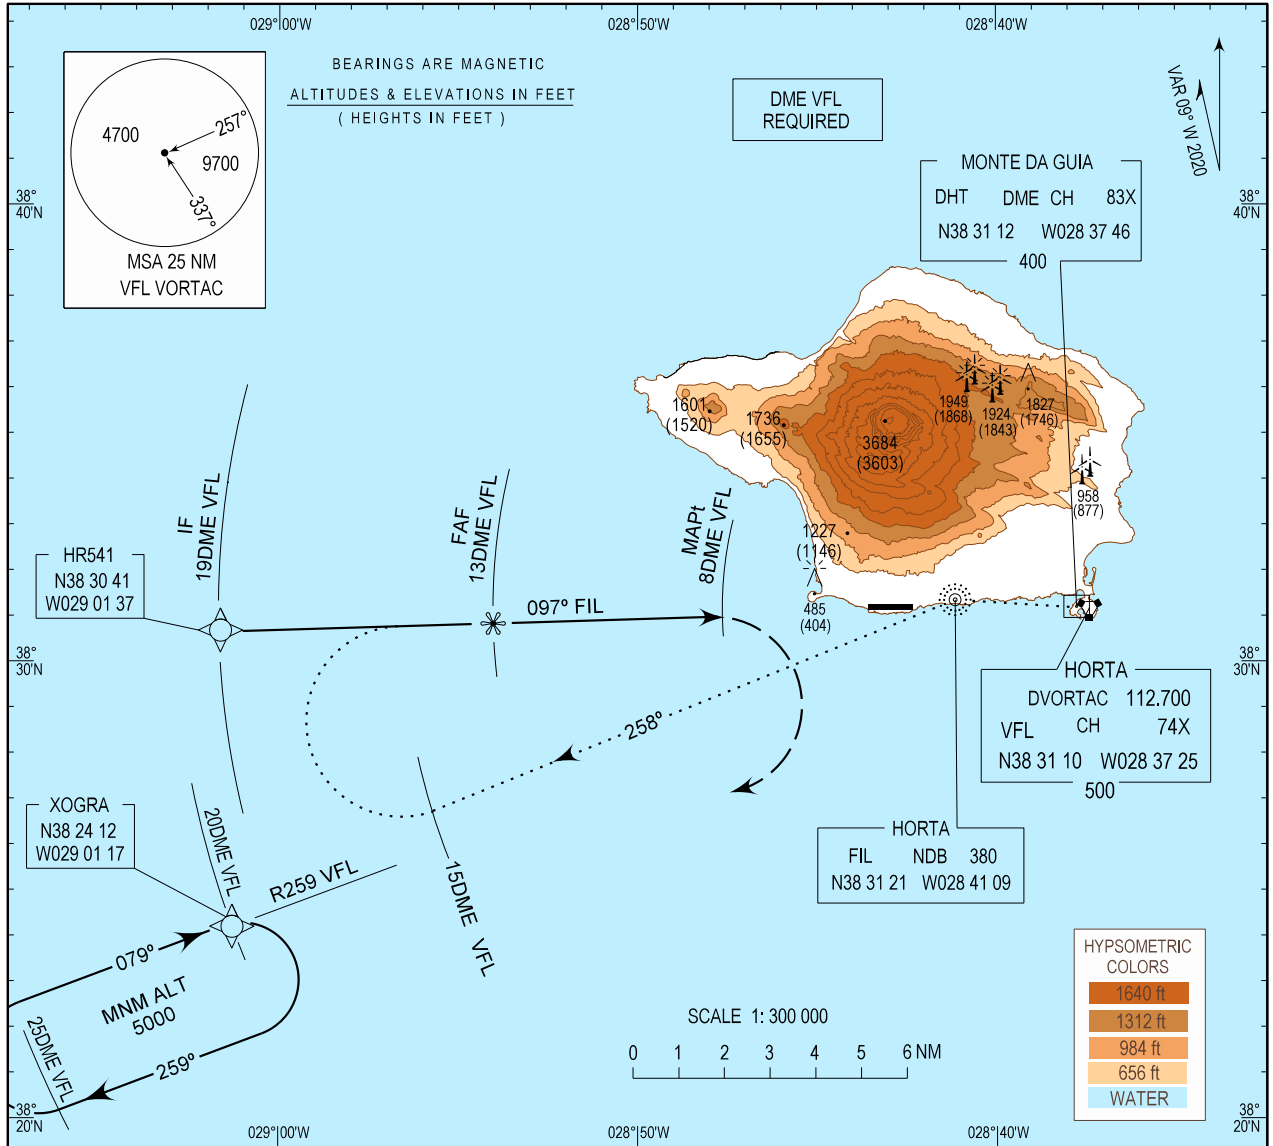 029° 00'W
028° 50'W
028° 40'W
BEARINGS ARE MAGNETIC
ALTITUDES & ELEVATIONS IN FEET
( HEIGHTS IN FEET )
4700
257°
9700
337°
MSA 25 NM
VFL VORTAC
DME VFL
REQUIRED
VAR 09° W 2020
MONTE DA GUIA
DHT DME CH 83X
N38 31 12 W028 37 46
400
38°
40'N
38°
40'N
1601
(1520)
1736
(1655)
3684
(3603)
1949
(1868)
1924
(1843)
1827
(1746)
958
(877)
1227
(1146)
485
(404)
IF
19DME VFL
FAF
13DME VFL
MAPt
8DME VFL
HR541
N38 30 41
W029 01 37
097º FIL
38°
30'N
38°
30'N
258º
HORTA
DVORTAC 112.700
VFL CH 74X
N38 31 10 W028 37 25
500
XOGRA
N38 24 12
W029 01 17
20DME VFL
R259 VFL
15DME VFL
HORTA
FIL NDB 380
N38 31 21 W028 41 09
079º
MNM ALT
5000
25DME VFL
259º
SCALE 1: 300 000
0 1 2 3 4 5 6 NM
HYPSOMETRIC
COLORS
1640 ft
1312 ft
984 ft
656 ft
WATER
38°
20'N
38°
20'N
029° 00'W
028° 50'W
028° 40'W